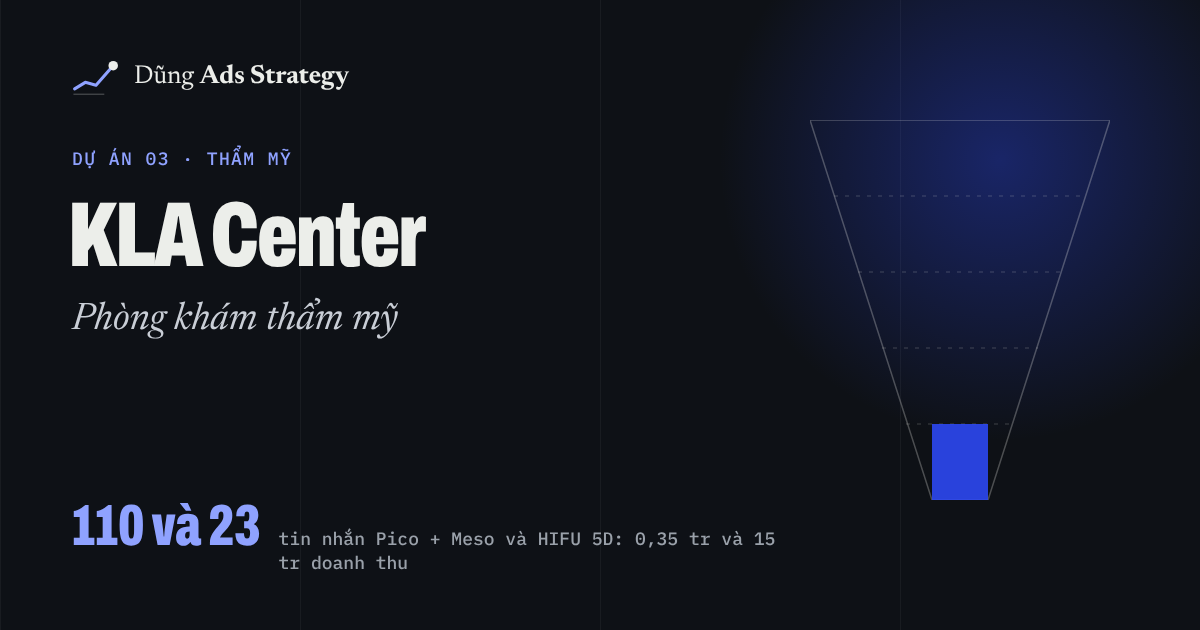 Dũng Ads Strategy
DỰ ÁN 03 · THẨM MỸ
KLA Center
Phòng khám thẩm mỹ
110 và 23
tin nhắn Pico + Meso và HIFU 5D: 0,35 tr và 15
tr doanh thu